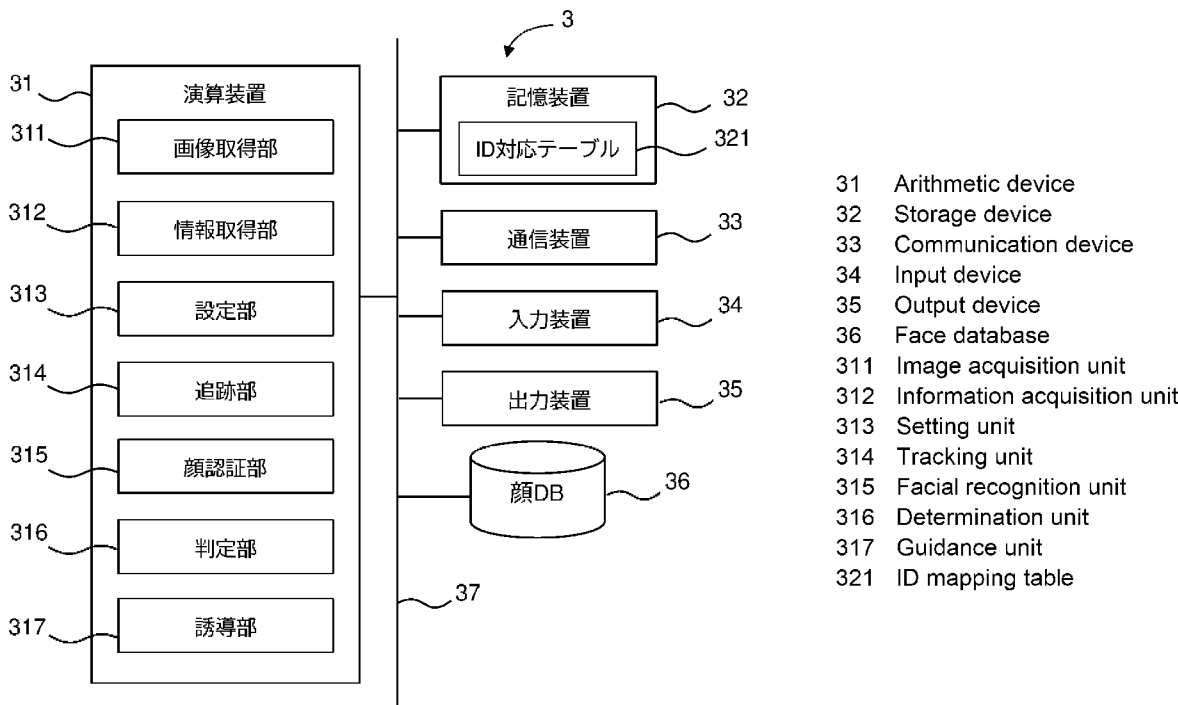 3
31
演算装置
311
画像取得部
312
情報取得部
313
設定部
314
追跡部
315
顔認証部
316
判定部
317
誘導部
記憶装置
32
ID対応テーブル
321
通信装置
33
入力装置
34
出力装置
35
顔DB
36
37
31 Arithmetic device
32 Storage device
33 Communication device
34 Input device
35 Output device
36 Face database
311 Image acquisition unit
312 Information acquisition unit
313 Setting unit
314 Tracking unit
315 Facial recognition unit
316 Determination unit
317 Guidance unit
321 ID mapping table